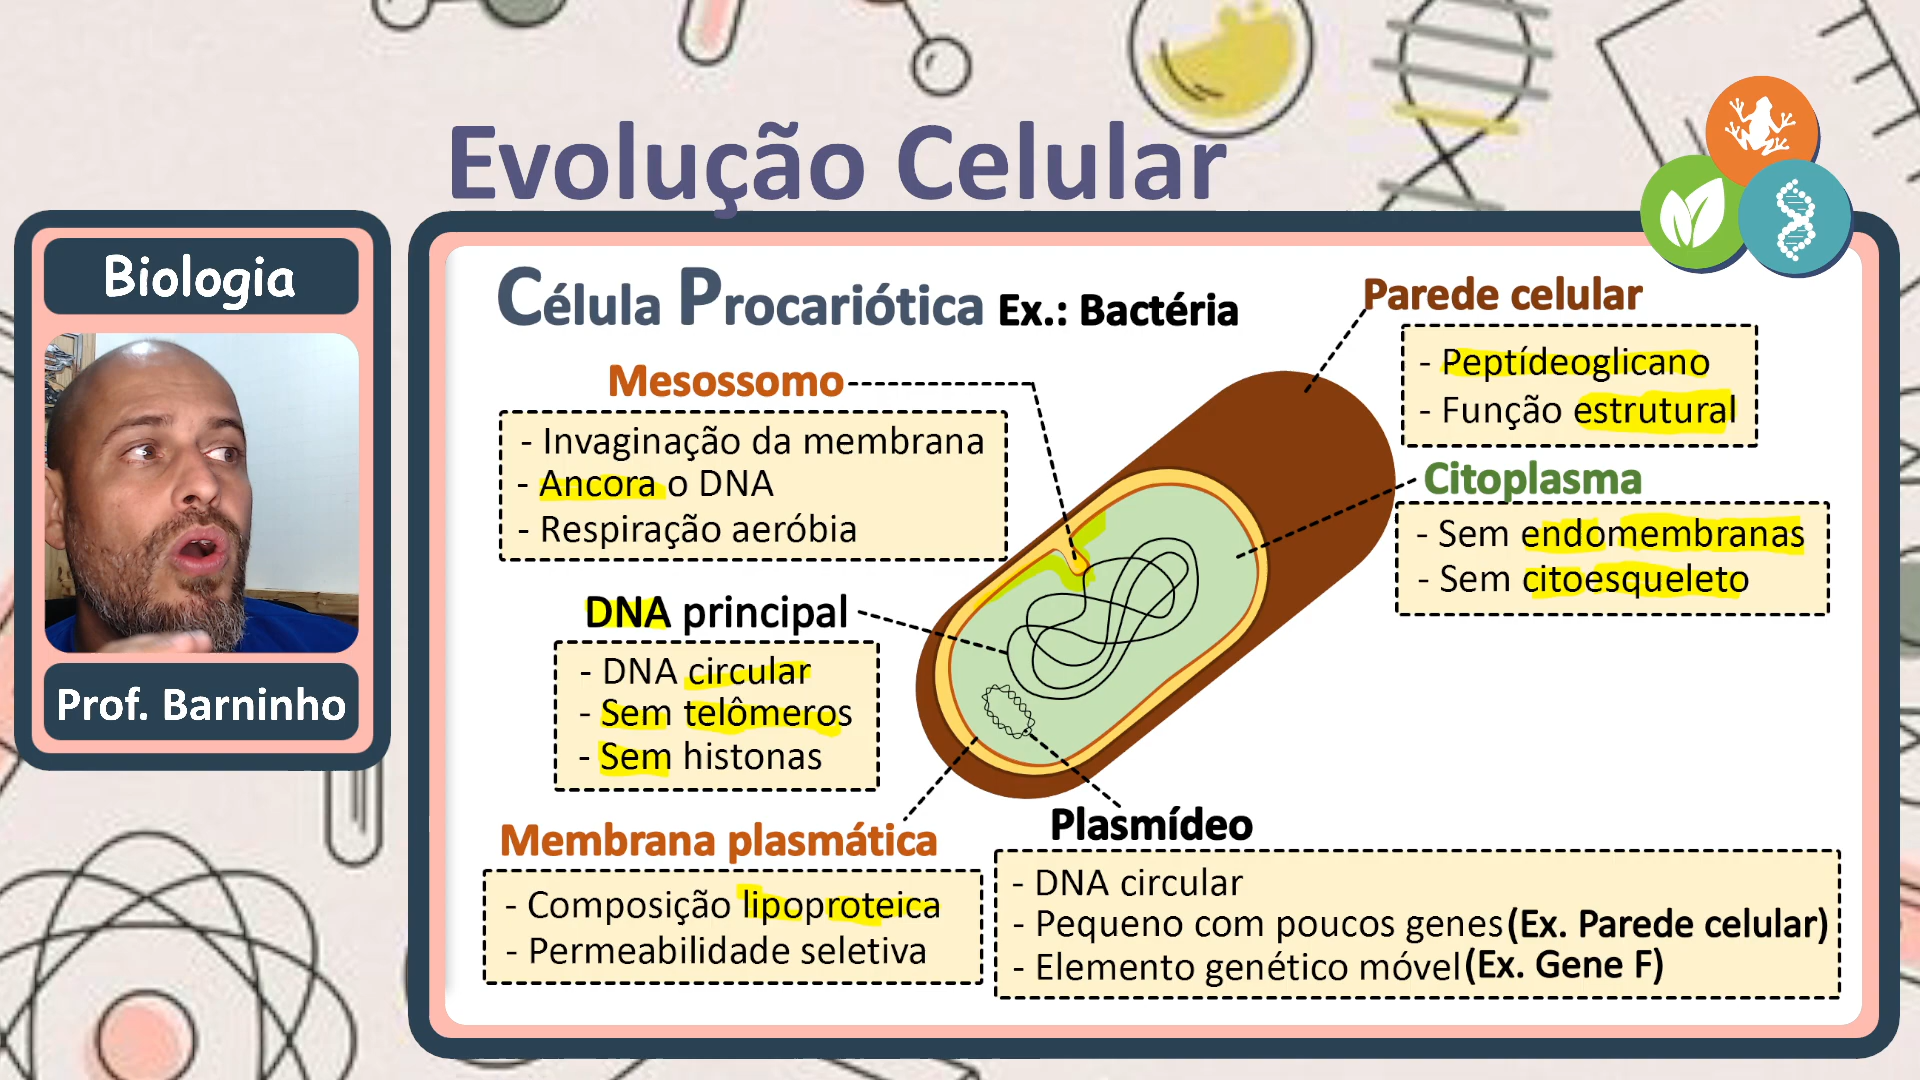 Evolução Celular
Biologia
Prof. Barninho
Célula Procariótica Ex.: Bactéria
Mesossomo
- Invaginação da membrana
- Ancora o DNA
- Respiração aeróbia
DNA principal
- DNA circular
- Sem telômeros
- Sem histonas
Membrana plasmática
- Composição lipoproteica
- Permeabilidade seletiva
Parede celular
- Peptídeoglicano
- Função estrutural
Citoplasma
- Sem endomembranas
- Sem citoesqueleto
Plasmídeo
- DNA circular
- Pequeno com poucos genes (Ex. Parede celular)
- Elemento genético móvel (Ex. Gene F)